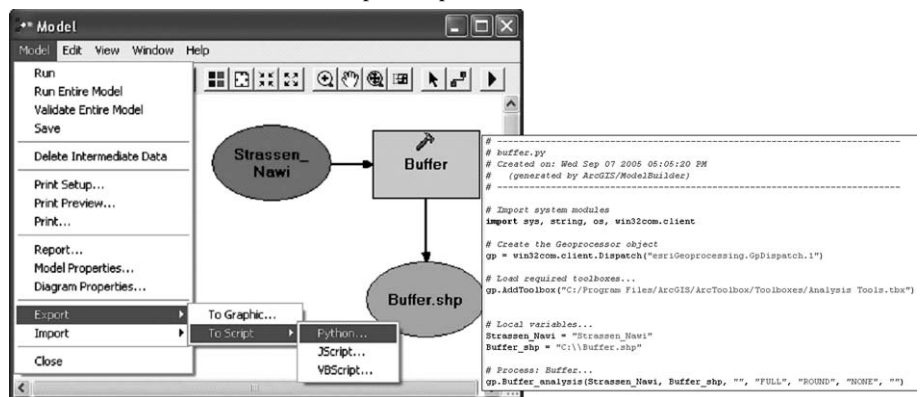 Model
Model Edit View Window Help
Run
Run Entire Model
Validate Entire Model
Save
Delete Intermediate Data
Print Setup...
Print Preview...
Print...
Report...
Model Properties...
Diagram Properties...
Export
Import
Close
To Graphic...
To Script
Python...
JScript...
VBScript...
Strassen_
Nawi
Buffer
Buffer.shp
# ---------------------------------------------------------------------------
# buffer.py
# Created on: Wed Sep 07 2005 05:05:20 PM
#   (generated by ArcGIS/ModelBuilder)
# ---------------------------------------------------------------------------
# Import system modules
import sys, string, os, win32com.client
# Create the Geoprocessor object
gp = win32com.client.Dispatch("esriGeoprocessing.GpDispatch.1")
# Load required toolboxes...
gp.AddToolbox("C:/Program Files/ArcGIS/ArcToolbox/Toolboxes/Analysis Tools.tbx")
# Local variables...
Strassen_Nawi = "Strassen_Nawi"
Buffer_shp = "C:\\Buffer.shp"
# Process: Buffer...
gp.Buffer_analysis(Strassen_Nawi, Buffer_shp, "", "FULL", "ROUND", "NONE", "")